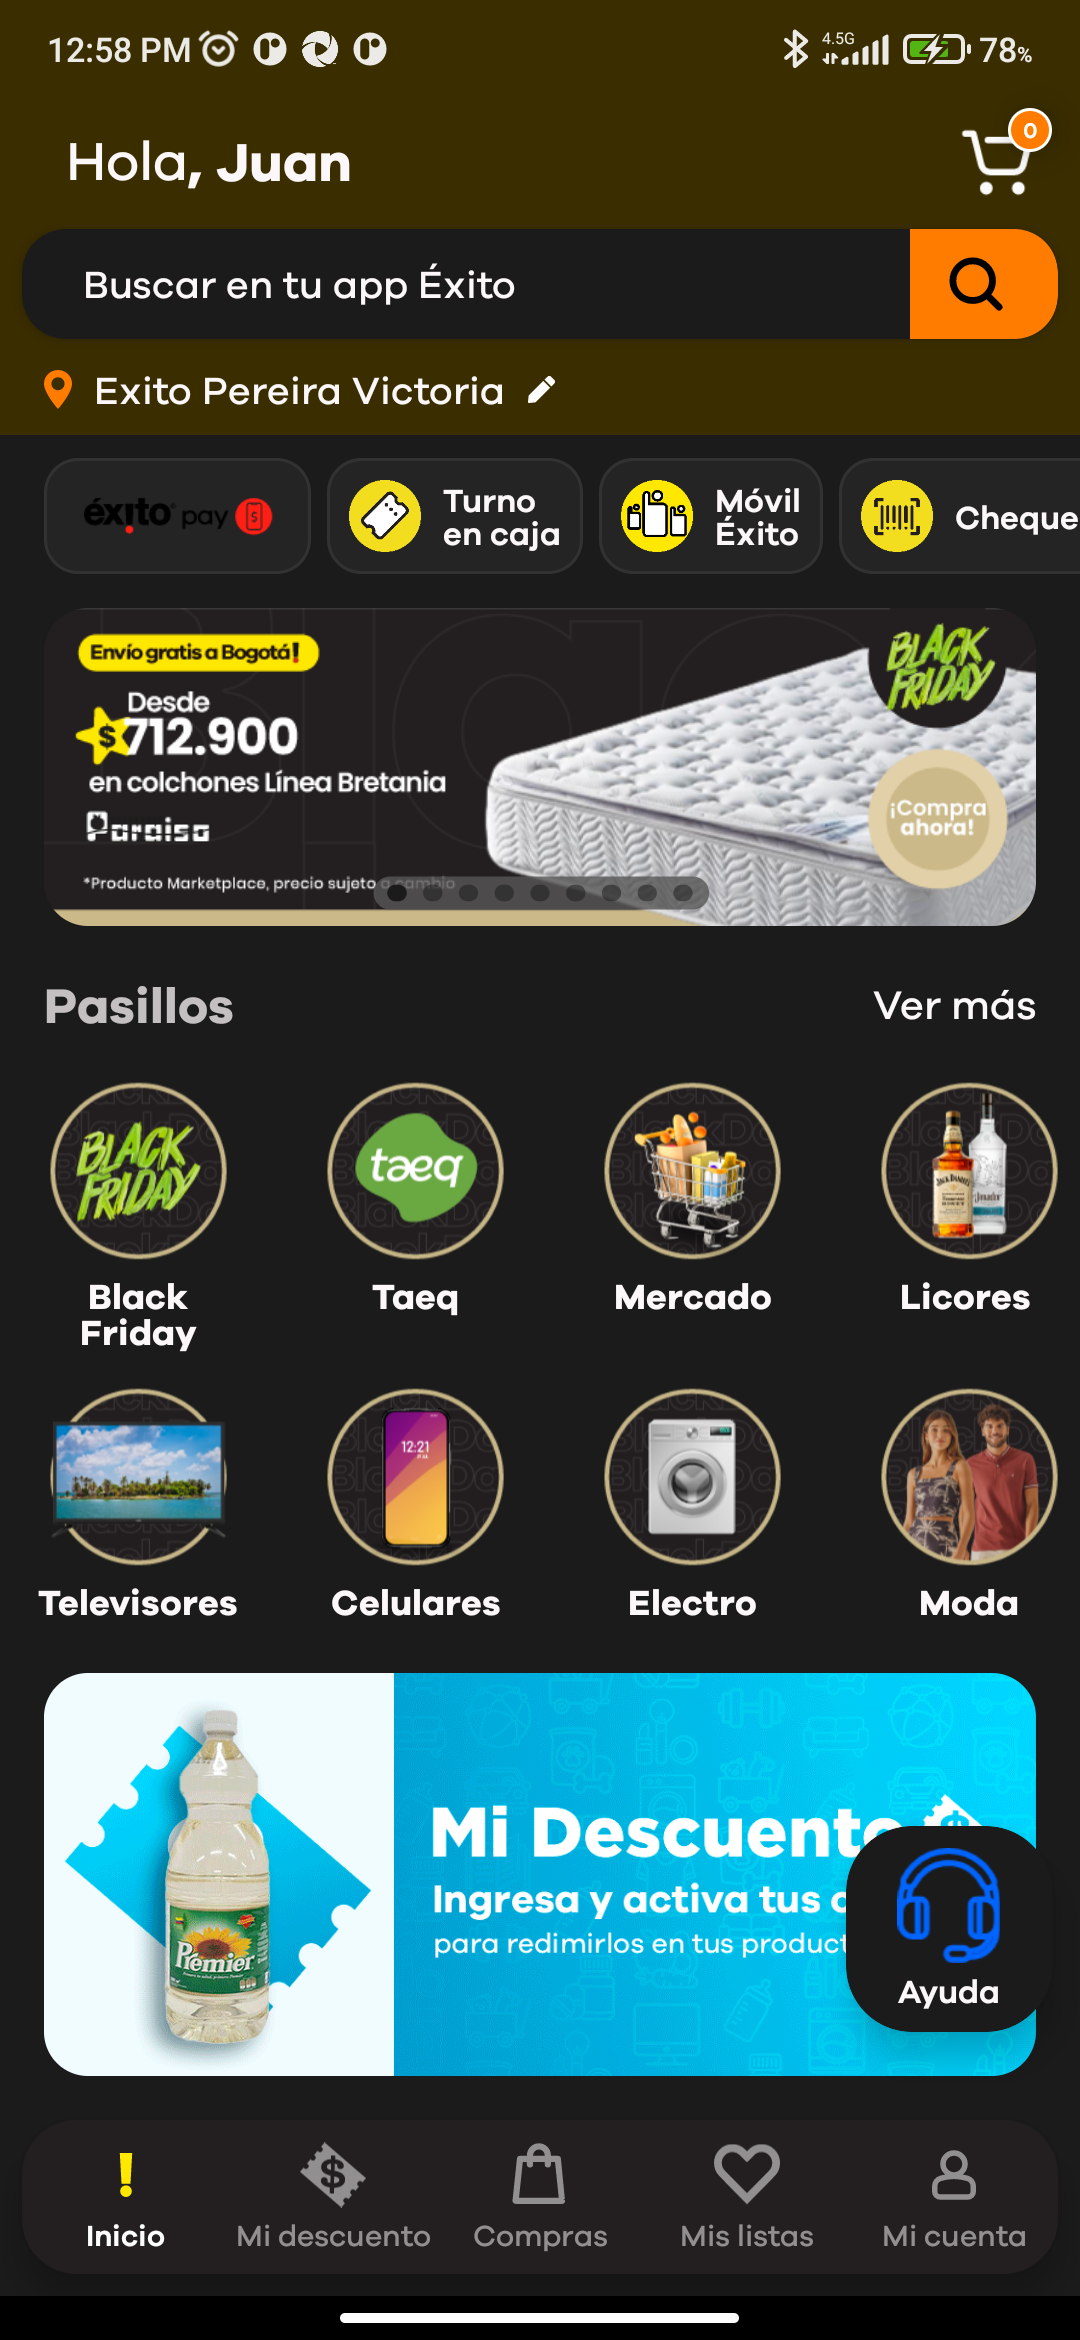 12:58 PM
4.5G
78%
Hola, Juan
0
Buscar en tu app Éxito
Exito Pereira Victoria
éxito pay
Turno
en caja
Móvil
Éxito
Cheque
Envío gratis a Bogotá!
Desde
$712.900
en colchones Línea Bretania
Paraiso
*Producto Marketplace, precio sujeto a cambio
BLACK
FRIDAY
¡Compra
ahora!
Pasillos
Ver más
BLACK
FRIDAY
taeq
JACK DANIEL'S
Black
Friday
Taeq
Mercado
Licores
12:21
Televisores
Celulares
Electro
Moda
Premier
Mi Descuento
Ingresa y activa tus c
para redimirlos en tus product
Ayuda
Inicio
Mi descuento
Compras
Mis listas
Mi cuenta